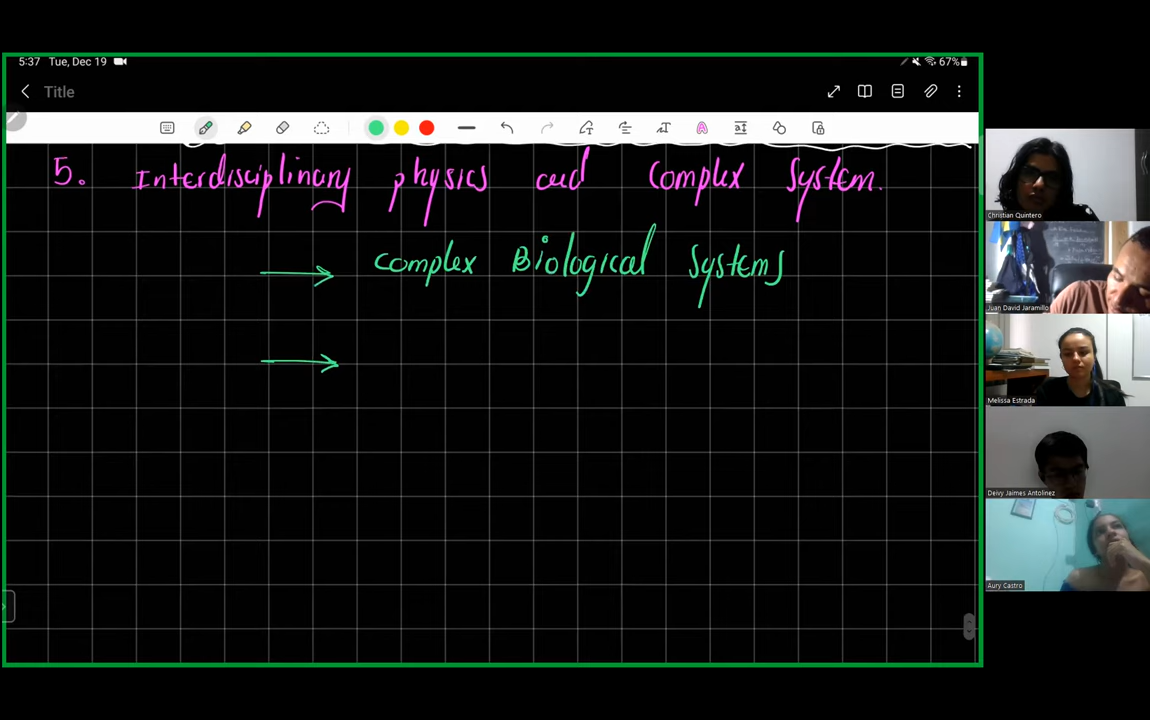 5:37 Tue, Dec 19 67%
Title
5. Interdisciplinary physics and Complex System.
→ Complex Biological Systems
→
Christian Quintero
Juan David Jaramillo
Melissa Estrada
Deivy Jaimes Antolinez
Aury Castro